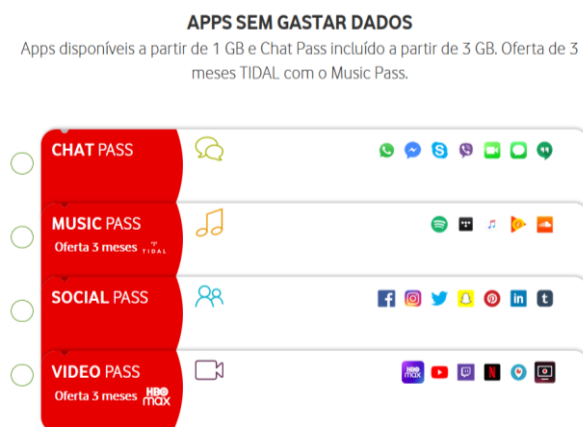 APPS SEM GASTAR DADOS
Apps disponíveis a partir de 1 GB e Chat Pass incluído a partir de 3 GB. Oferta de 3
meses TIDAL com o Music Pass.
CHAT PASS
MUSIC PASS
Oferta 3 meses TIDAL
SOCIAL PASS
VIDEO PASS
Oferta 3 meses HBO max